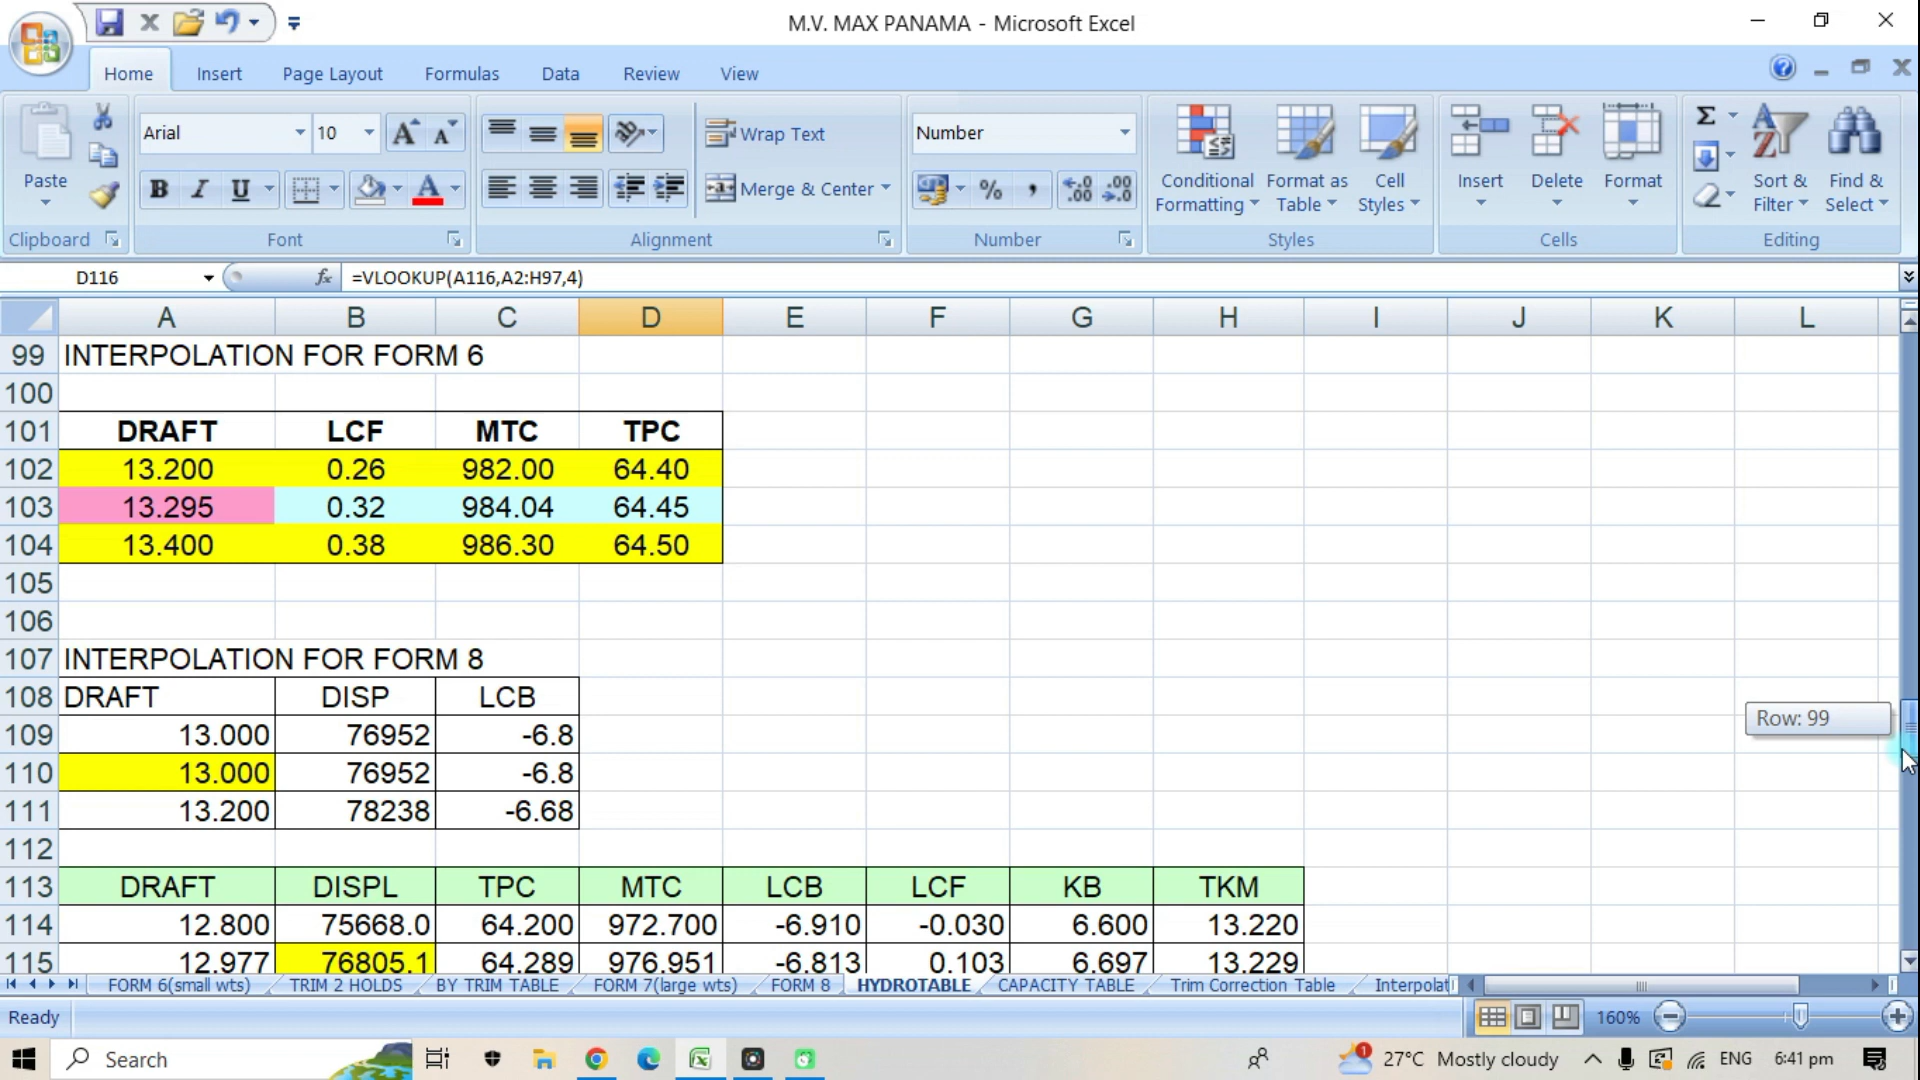 M.V. MAX PANAMA - Microsoft Excel
Home Insert Page Layout Formulas Data Review View
Paste
Clipboard
Arial 10
B I U
Font
Wrap Text
Merge & Center
Alignment
Number
% ,
Number
Conditional Formatting
Format as Table
Cell Styles
Styles
Insert
Delete
Format
Cells
Sort & Filter
Find & Select
Editing
D116 fx =VLOOKUP(A116,A2:H97,4)
A B C D E F G H I J K L
99 INTERPOLATION FOR FORM 6
100
101 DRAFT LCF MTC TPC
102 13.200 0.26 982.00 64.40
103 13.295 0.32 984.04 64.45
104 13.400 0.38 986.30 64.50
105
106
107 INTERPOLATION FOR FORM 8
108 DRAFT DISP LCB
109 13.000 76952 -6.8
Row: 99
110 13.000 76952 -6.8
111 13.200 78238 -6.68
112
113 DRAFT DISPL TPC MTC LCB LCF KB TKM
114 12.800 75668.0 64.200 972.700 -6.910 -0.030 6.600 13.220
115 12.977 76805.1 64.289 976.951 -6.813 0.103 6.697 13.229
FORM 6(small wts) TRIM 2 HOLDS BY TRIM TABLE FORM 7(large wts) FORM 8 HYDROTABLE CAPACITY TABLE Trim Correction Table Interpolat
Ready 160%
Search 1 27°C Mostly cloudy ENG 6:41 pm